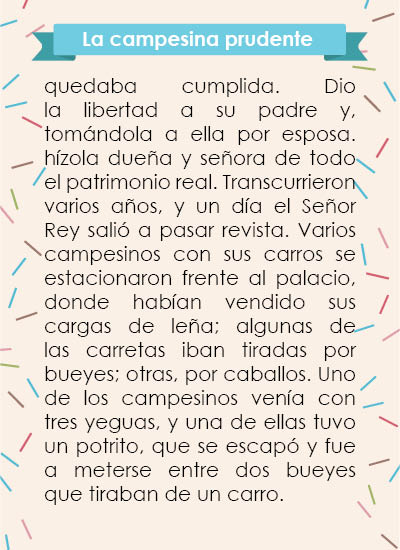 La campesina prudente
quedaba cumplida. Dio
la libertad a su padre y,
tomándola a ella por esposa.
hízola dueña y señora de todo
el patrimonio real. Transcurrieron
varios años, y un día el Señor
Rey salió a pasar revista. Varios
campesinos con sus carros se
estacionaron frente al palacio,
donde habían vendido sus
cargas de leña; algunas de
las carretas iban tiradas por
bueyes; otras, por caballos. Uno
de los campesinos venía con
tres yeguas, y una de ellas tuvo
un potrito, que se escapó y fue
a meterse entre dos bueyes
que tiraban de un carro.